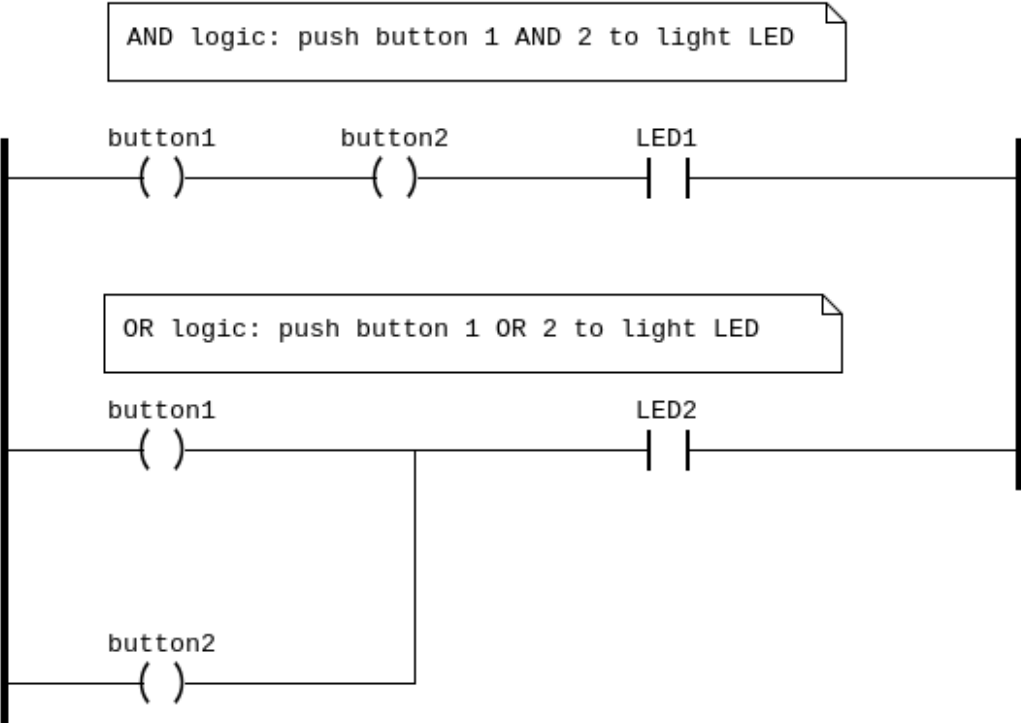 AND logic: push button 1 AND 2 to light LED
button1 button2 LED1
OR logic: push button 1 OR 2 to light LED
button1 LED2
button2